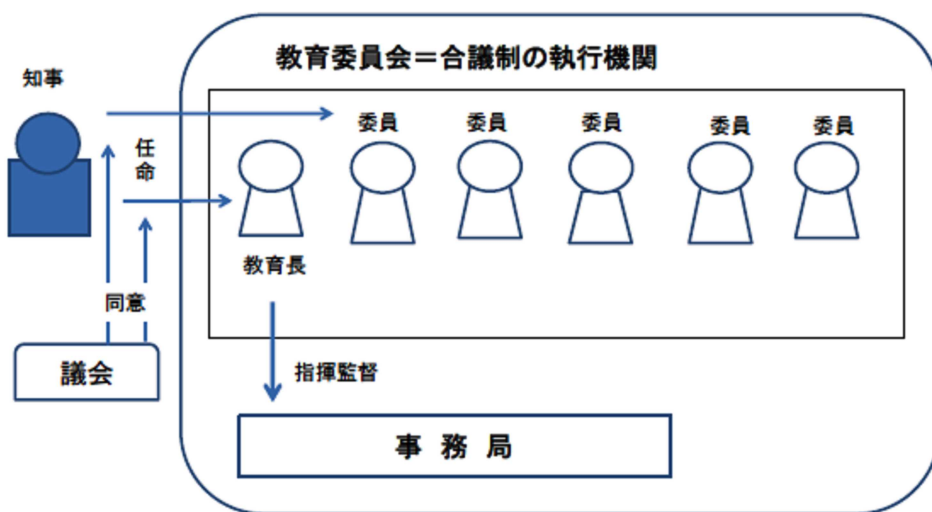 教育委員会＝合議制の執行機関
知事
委員 委員 委員 委員 委員
任命
教育長
同意
議会
指揮監督
事 務 局